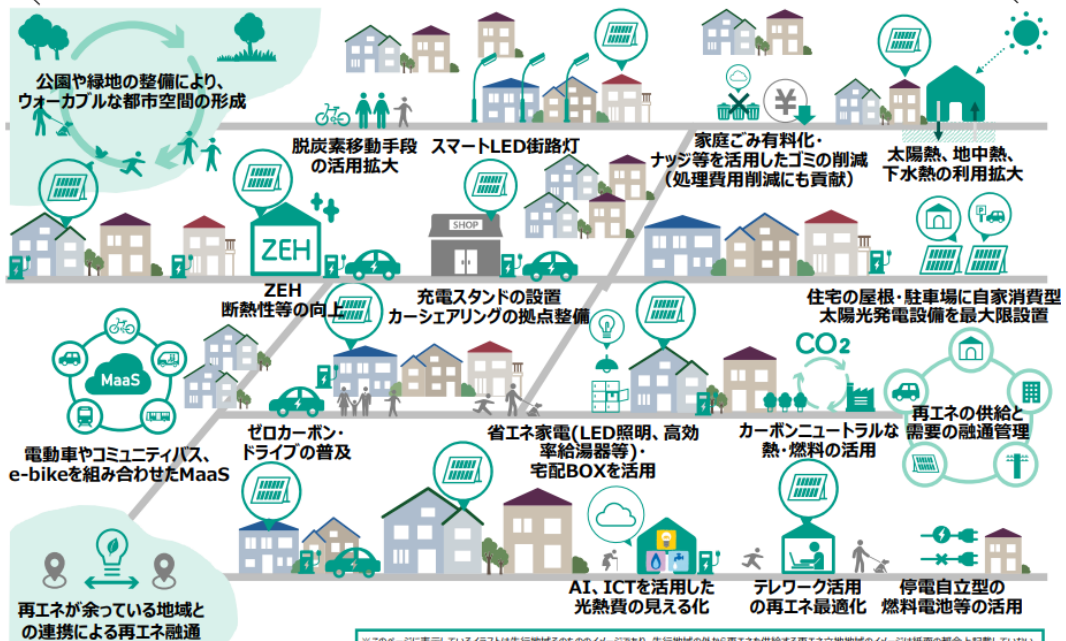 公園や緑地の整備により、
ウォーカブルな都市空間の形成
脱炭素移動手段
の活用拡大
スマートLED街路灯
¥
家庭ごみ有料化・
ナッジ等を活用したゴミの削減
（処理費用削減にも貢献）
太陽熱、地中熱、
下水熱の利用拡大
ZEH
SHOP
P
ZEH
断熱性等の向上
充電スタンドの設置
カーシェアリングの拠点整備
住宅の屋根・駐車場に自家消費型
太陽光発電設備を最大限設置
MaaS
CO2
電動車やコミュニティバス、
e-bikeを組み合わせたMaaS
ゼロカーボン・
ドライブの普及
省エネ家電(LED照明、高効
率給湯器等)・
宅配BOXを活用
カーボンニュートラルな
熱・燃料の活用
再エネの供給と
需要の融通管理
再エネが余っている地域と
の連携による再エネ融通
AI、ICTを活用した
光熱費の見える化
テレワーク活用
の再エネ最適化
停電自立型の
燃料電池等の活用